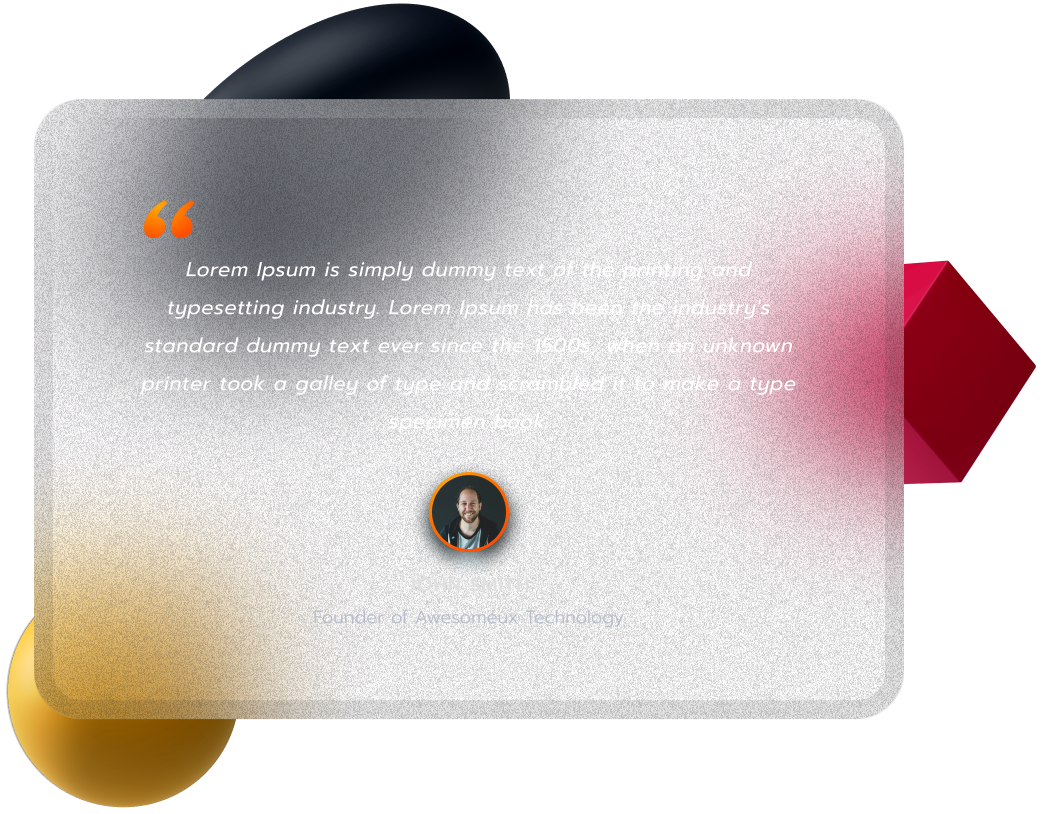 “
Lorem Ipsum is simply dummy text of the printing and
typesetting industry. Lorem Ipsum has been the industry's
standard dummy text ever since the 1500s, when an unknown
printer took a galley of type and scrambled it to make a type
specimen book.
Founder of Awesomeux Technology